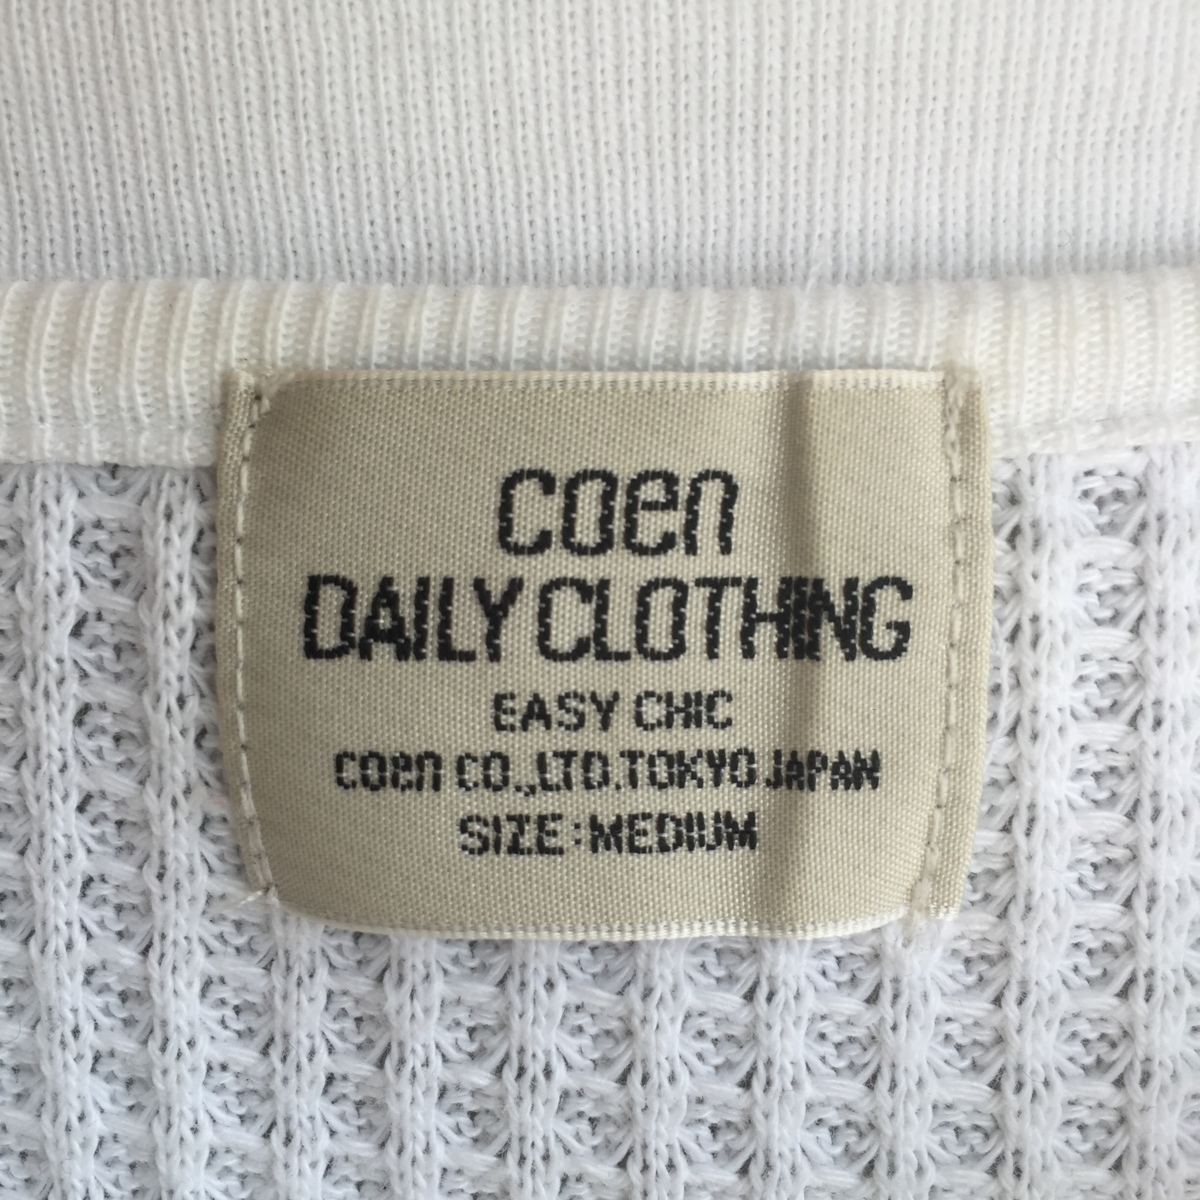 coen
DAILY CLOTHING
EASY CHIC
coen CO.,LTD.TOKYO JAPAN
SIZE:MEDIUM